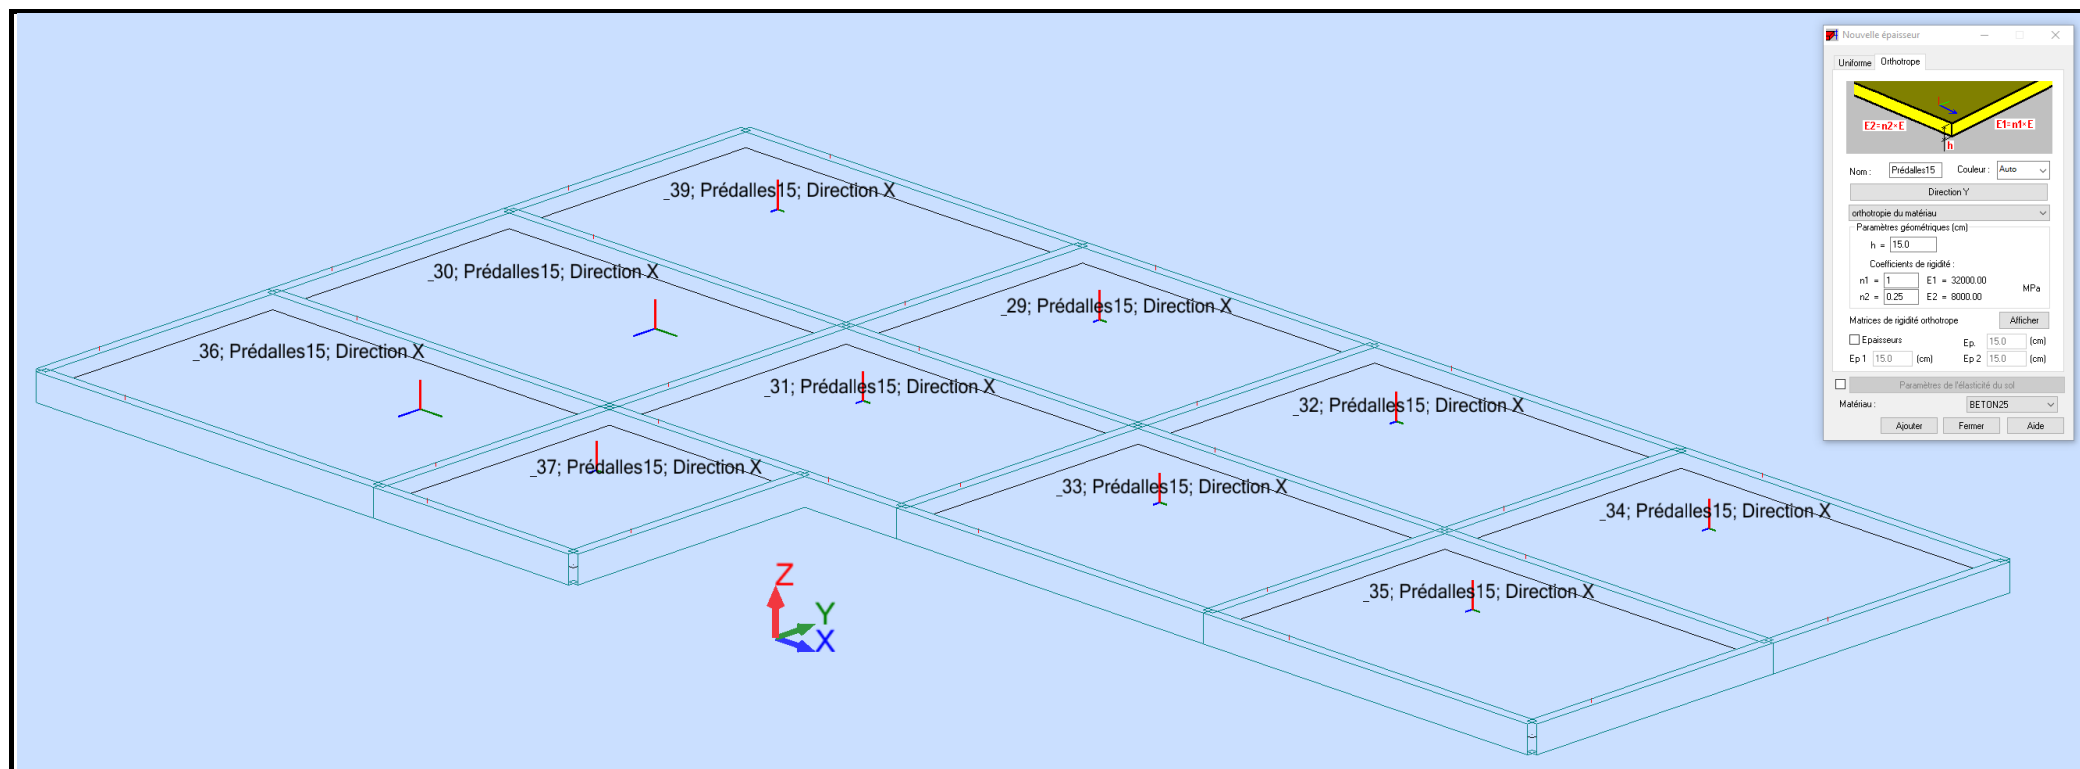 _39; Prédalles15; Direction X
_30; Prédalles15; Direction X
_29; Prédalles15; Direction X
_36; Prédalles15; Direction X
_31; Prédalles15; Direction X
_32; Prédalles15; Direction X
_37; Prédalles15; Direction X
_33; Prédalles15; Direction X
_34; Prédalles15; Direction X
_35; Prédalles15; Direction X
Z
Y
X
Nouvelle épaisseur
Uniforme Orthotrope
E2=n2*E E1=n1*E
h
Nom : Prédalles15 Couleur : Auto
Direction Y
orthotropie du matériau
Paramètres géométriques (cm)
h = 15.0
Coefficients de rigidité :
n1 = 1 E1 = 32000.00
n2 = 0.25 E2 = 8000.00 MPa
Matrices de rigidité orthotrope Afficher
Epaisseurs Ep. 15.0 (cm)
Ep 1 15.0 (cm) Ep 2 15.0 (cm)
Paramètres de l'élasticité du sol
Matériau : BETON25
Ajouter Fermer Aide